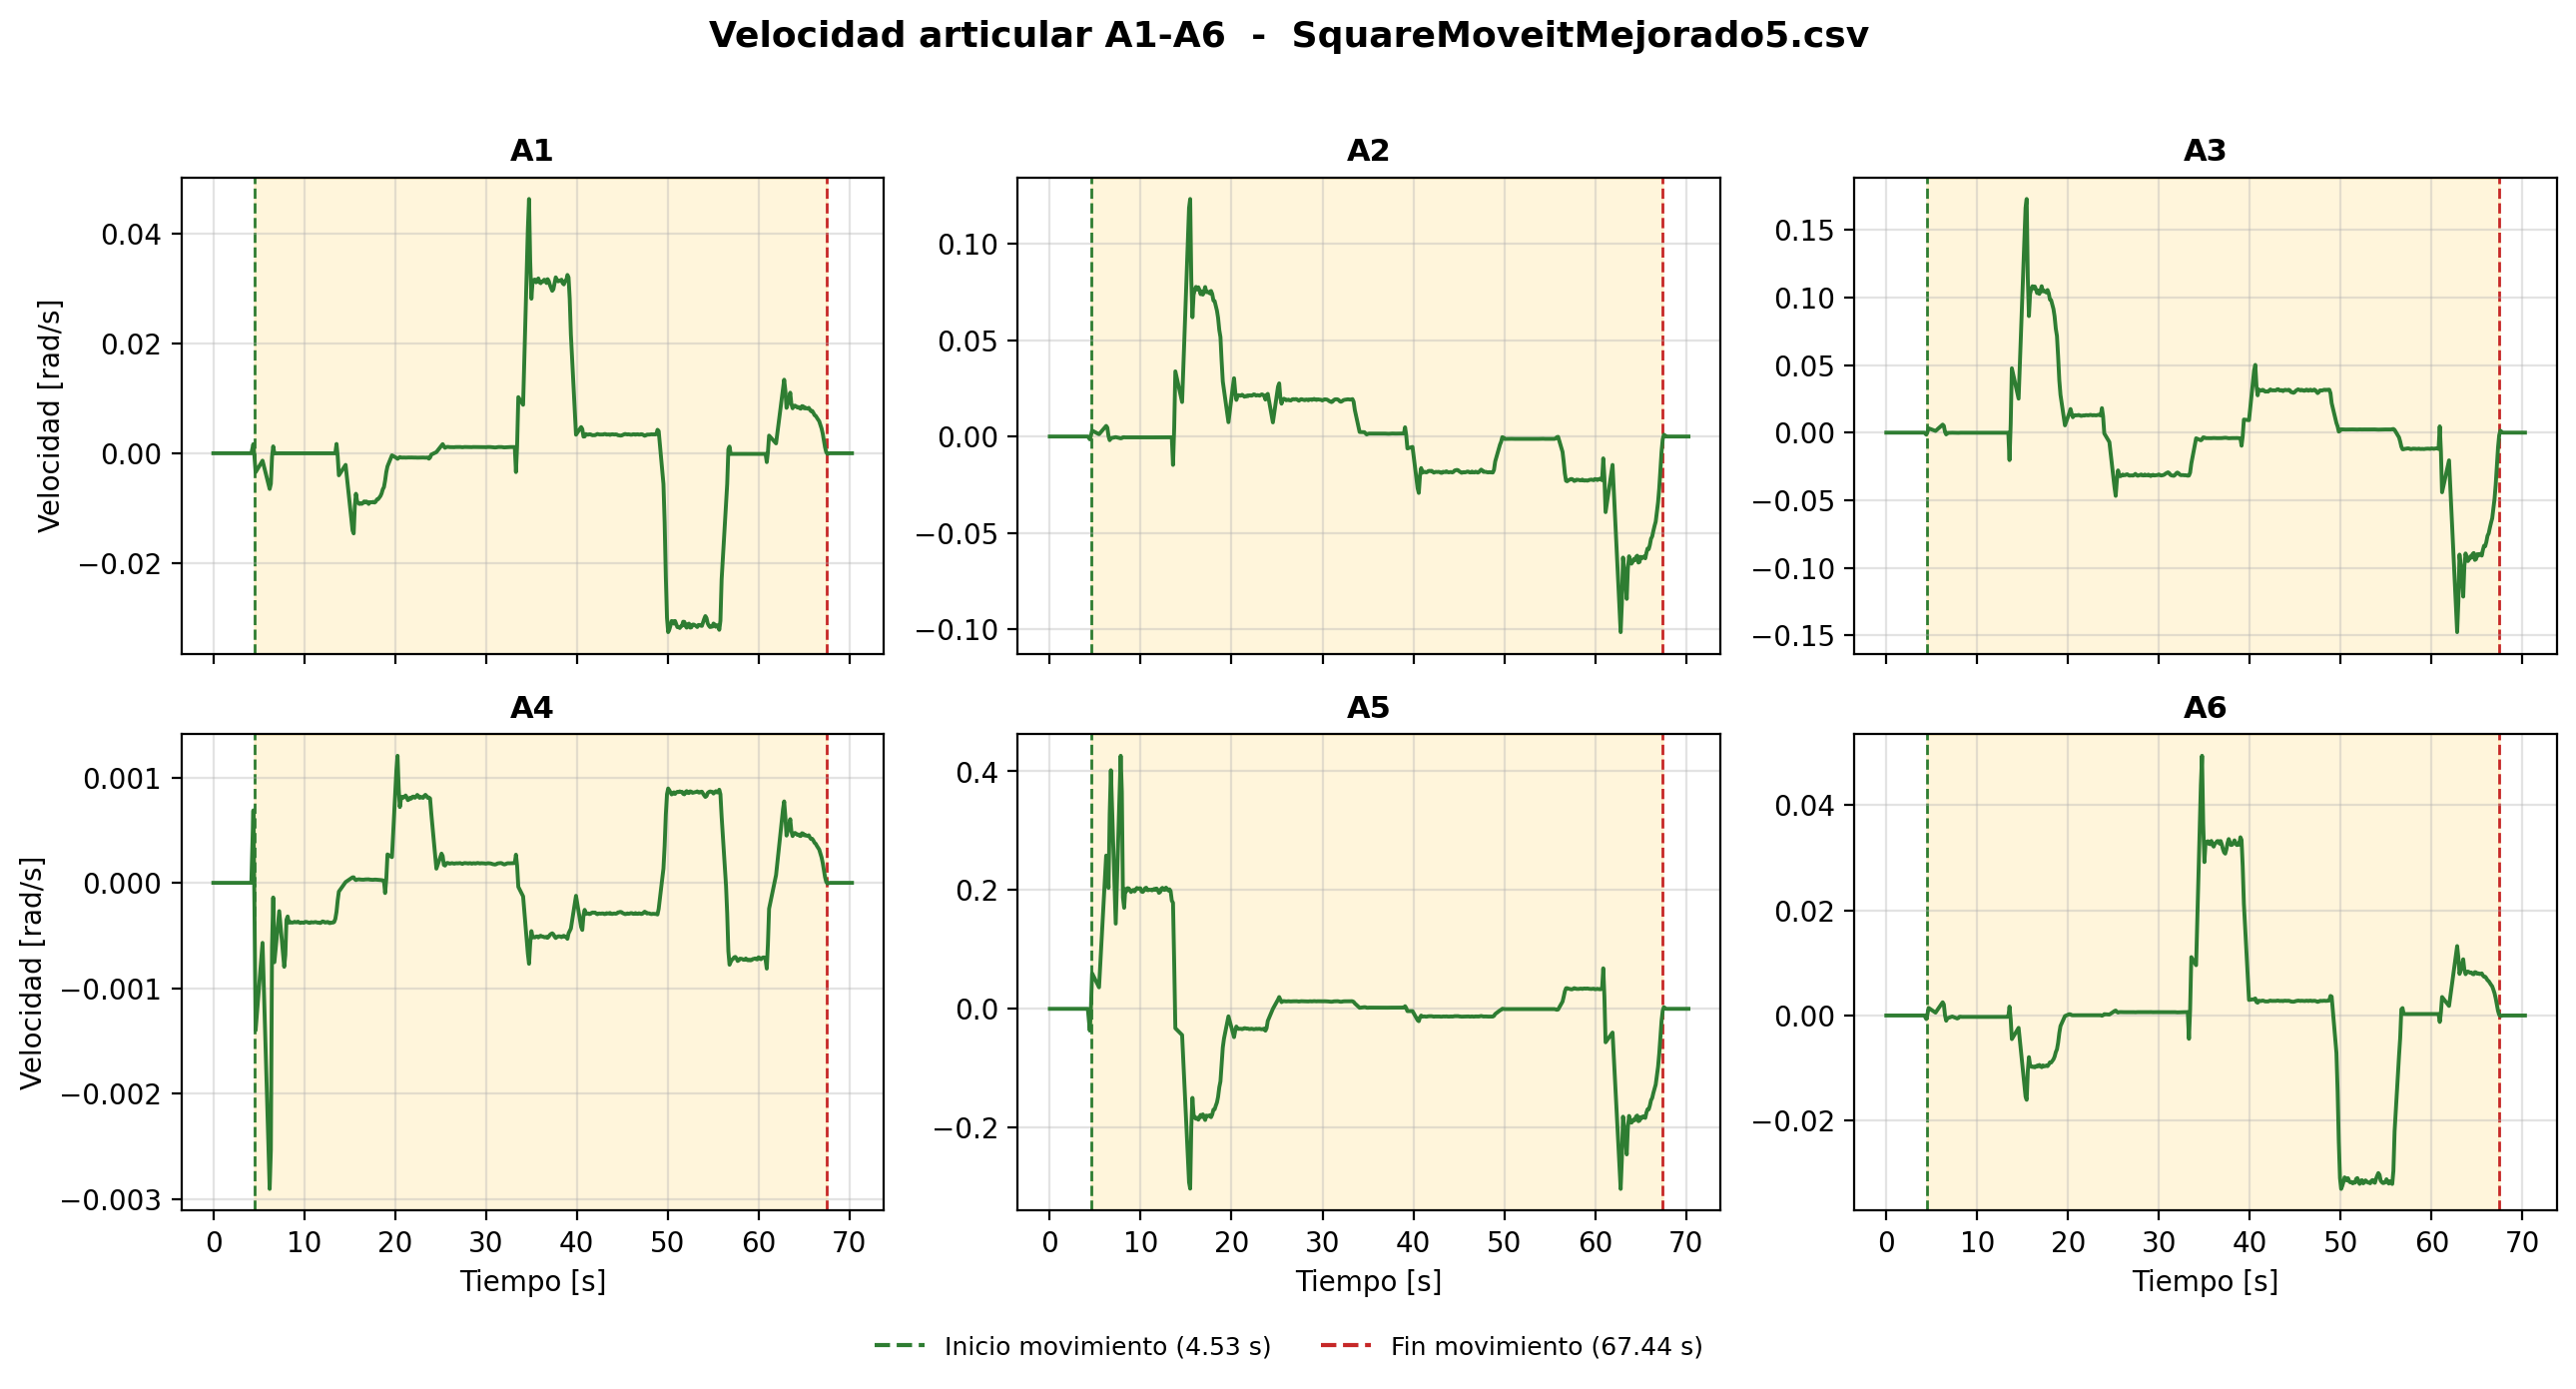 Velocidad articular A1-A6  -  SquareMoveitMejorado5.csv
A1
A2
A3
Velocidad [rad/s]
0.04
0.02
0.00
−0.02
0.10
0.05
0.00
−0.05
−0.10
0.15
0.10
0.05
0.00
−0.05
−0.10
−0.15
A4
A5
A6
Velocidad [rad/s]
0.001
0.000
−0.001
−0.002
−0.003
0.4
0.2
0.0
−0.2
0.04
0.02
0.00
−0.02
0 10 20 30 40 50 60 70
0 10 20 30 40 50 60 70
0 10 20 30 40 50 60 70
Tiempo [s]
Tiempo [s]
Tiempo [s]
Inicio movimiento (4.53 s)
Fin movimiento (67.44 s)